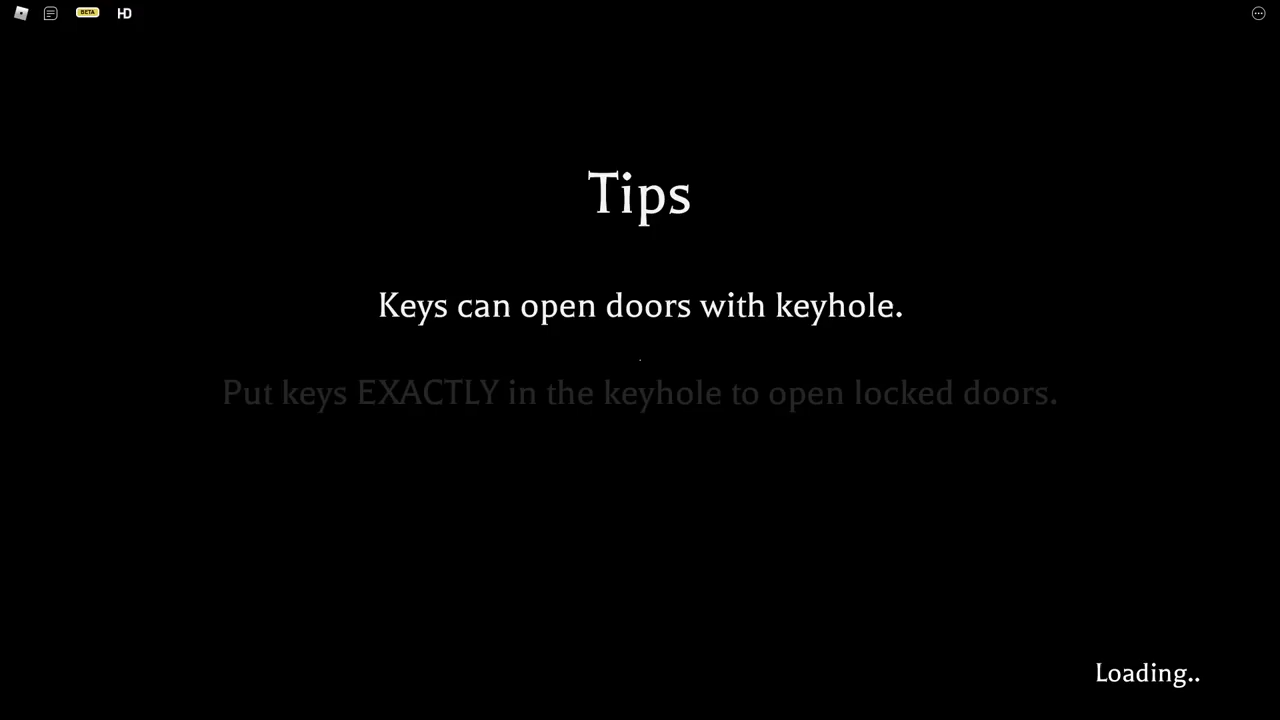 BETA
HD
Tips
Keys can open doors with keyhole.
Put keys EXACTLY in the keyhole to open locked doors.
Loading..